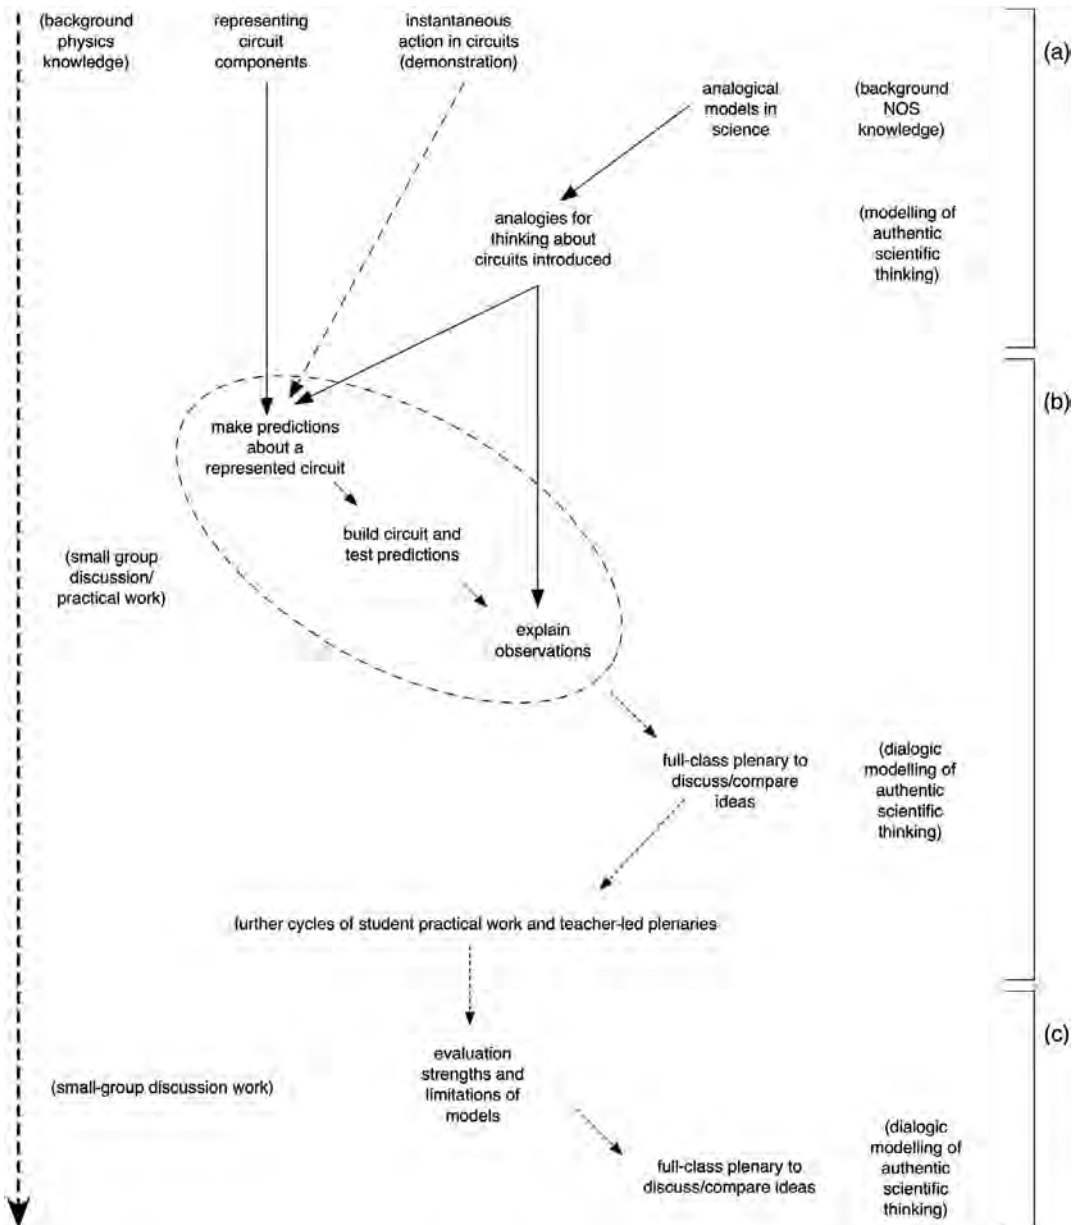 (background
physics
knowledge)
representing
circuit
components
instantaneous
action in circuits
(demonstration)
(a)
analogical
models in
science
(background
NOS
knowledge)
analogies for
thinking about
circuits introduced
(modelling of
authentic
scientific
thinking)
(b)
make predictions
about a
represented circuit
build circuit and
test predictions
(small group
discussion/
practical work)
explain
observations
full-class plenary to
discuss/compare
ideas
(dialogic
modelling of
authentic
scientific
thinking)
further cycles of student practical work and teacher-led plenaries
(c)
evaluation
strengths and
limitations of
models
(small-group discussion work)
full-class plenary to
discuss/compare ideas
(dialogic
modelling of
authentic
scientific
thinking)